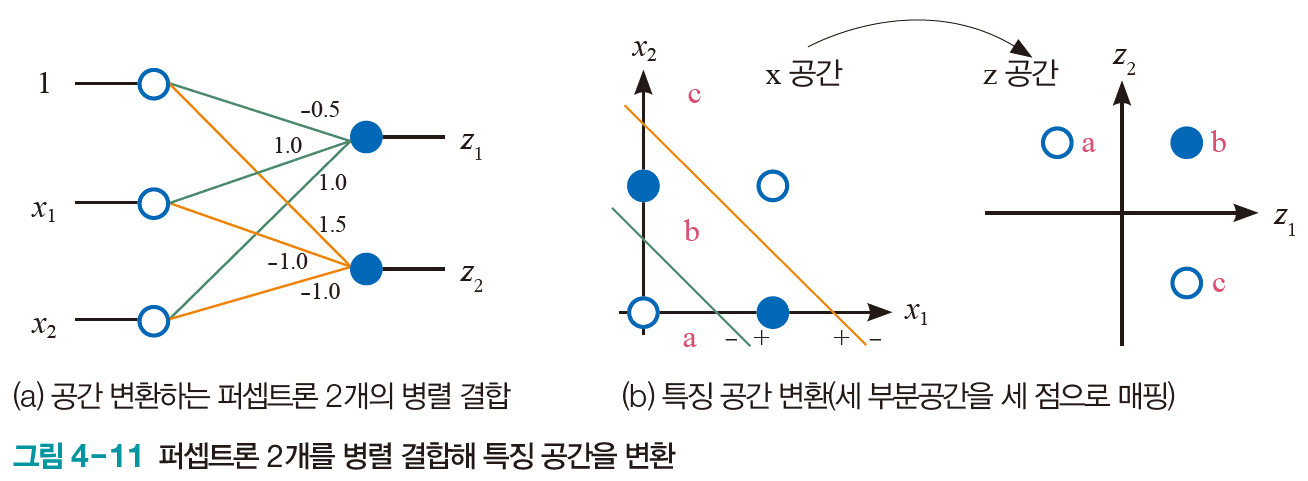 1
x1
x2
-0.5
1.0
1.0
1.5
-1.0
-1.0
z1
z2
x2
c
b
a
- +
+ -
x1
x 공간
z 공간
z2
a
b
c
z1
(a) 공간 변환하는 퍼셉트론 2개의 병렬 결합
(b) 특징 공간 변환(세 부분공간을 세 점으로 매핑)
그림 4-11 퍼셉트론 2개를 병렬 결합해 특징 공간을 변환